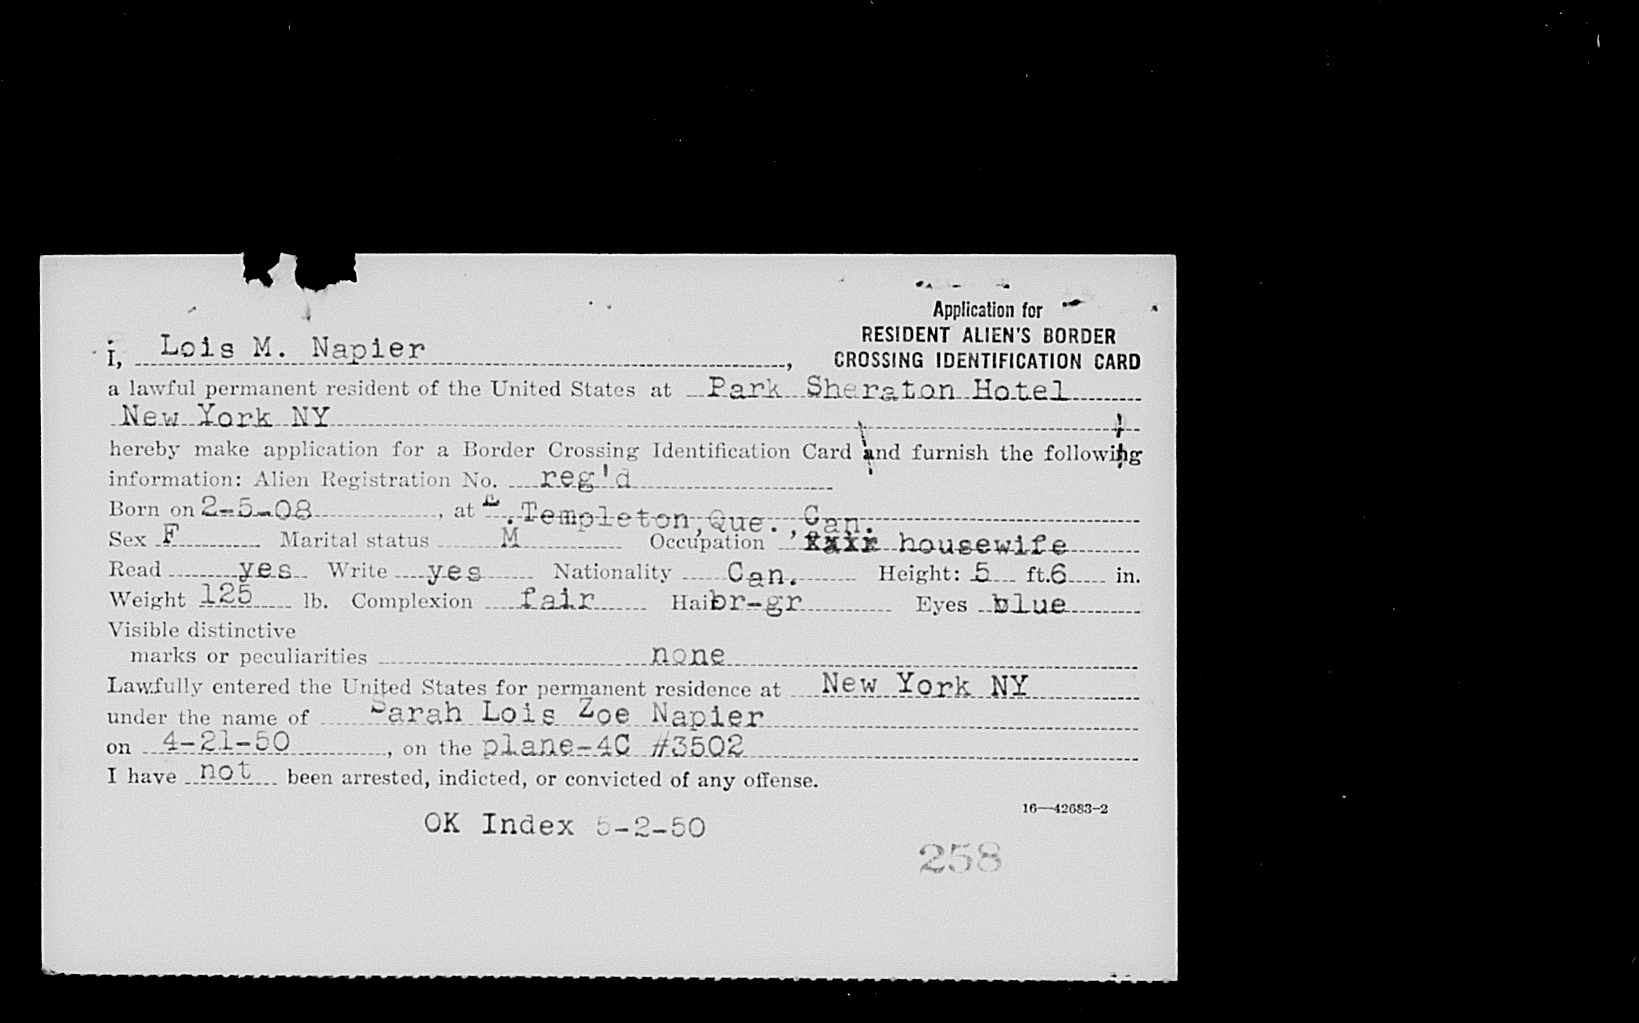 Application for
RESIDENT ALIEN'S BORDER
CROSSING IDENTIFICATION CARD
I, Lois M. Napier,
a lawful permanent resident of the United States at Park Sheraton Hotel
New York NY
hereby make application for a Border Crossing Identification Card and furnish the following
information: Alien Registration No. reg'd
Born on 2-5-08, at E. Templeton, Que., Can.
Sex F Marital status M Occupation housewife
Read yes Write yes Nationality Can. Height: 5 ft. 6 in.
Weight 125 lb. Complexion fair Hair br-gr Eyes blue
Visible distinctive
marks or peculiarities none
Lawfully entered the United States for permanent residence at New York NY
under the name of Sarah Lois Zoe Napier
on 4-21-50, on the plane-4C #3502
I have not been arrested, indicted, or convicted of any offense.
16—42683-2
OK Index 5-2-50
258